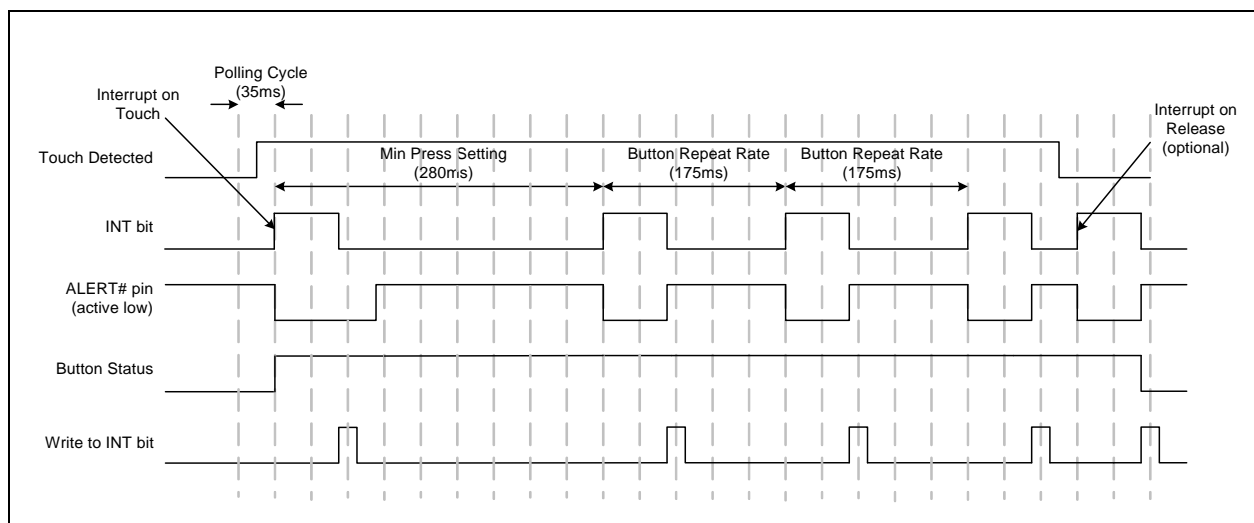 Polling Cycle
(35ms)
Interrupt on
Touch
Interrupt on
Release
(optional)
Touch Detected
Min Press Setting
(280ms)
Button Repeat Rate
(175ms)
Button Repeat Rate
(175ms)
INT bit
ALERT# pin
(active low)
Button Status
Write to INT bit